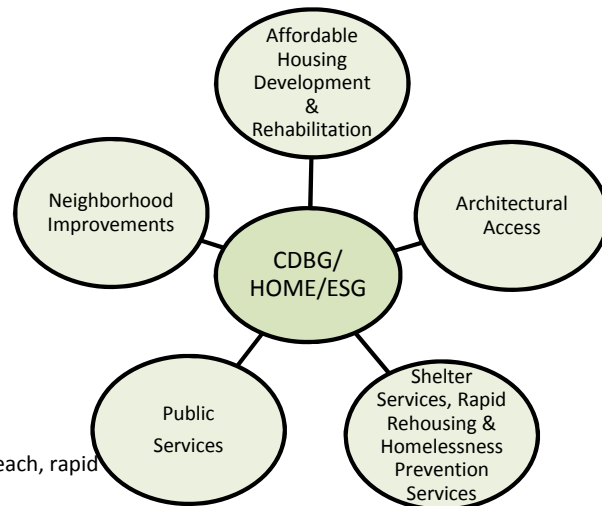 Affordable
Housing
Development
&
Rehabilitation
Neighborhood
Improvements
Architectural
Access
CDBG/
HOME/ESG
Public
Services
Shelter
Services, Rapid
Rehousing &
Homelessness
Prevention
Services
rapid